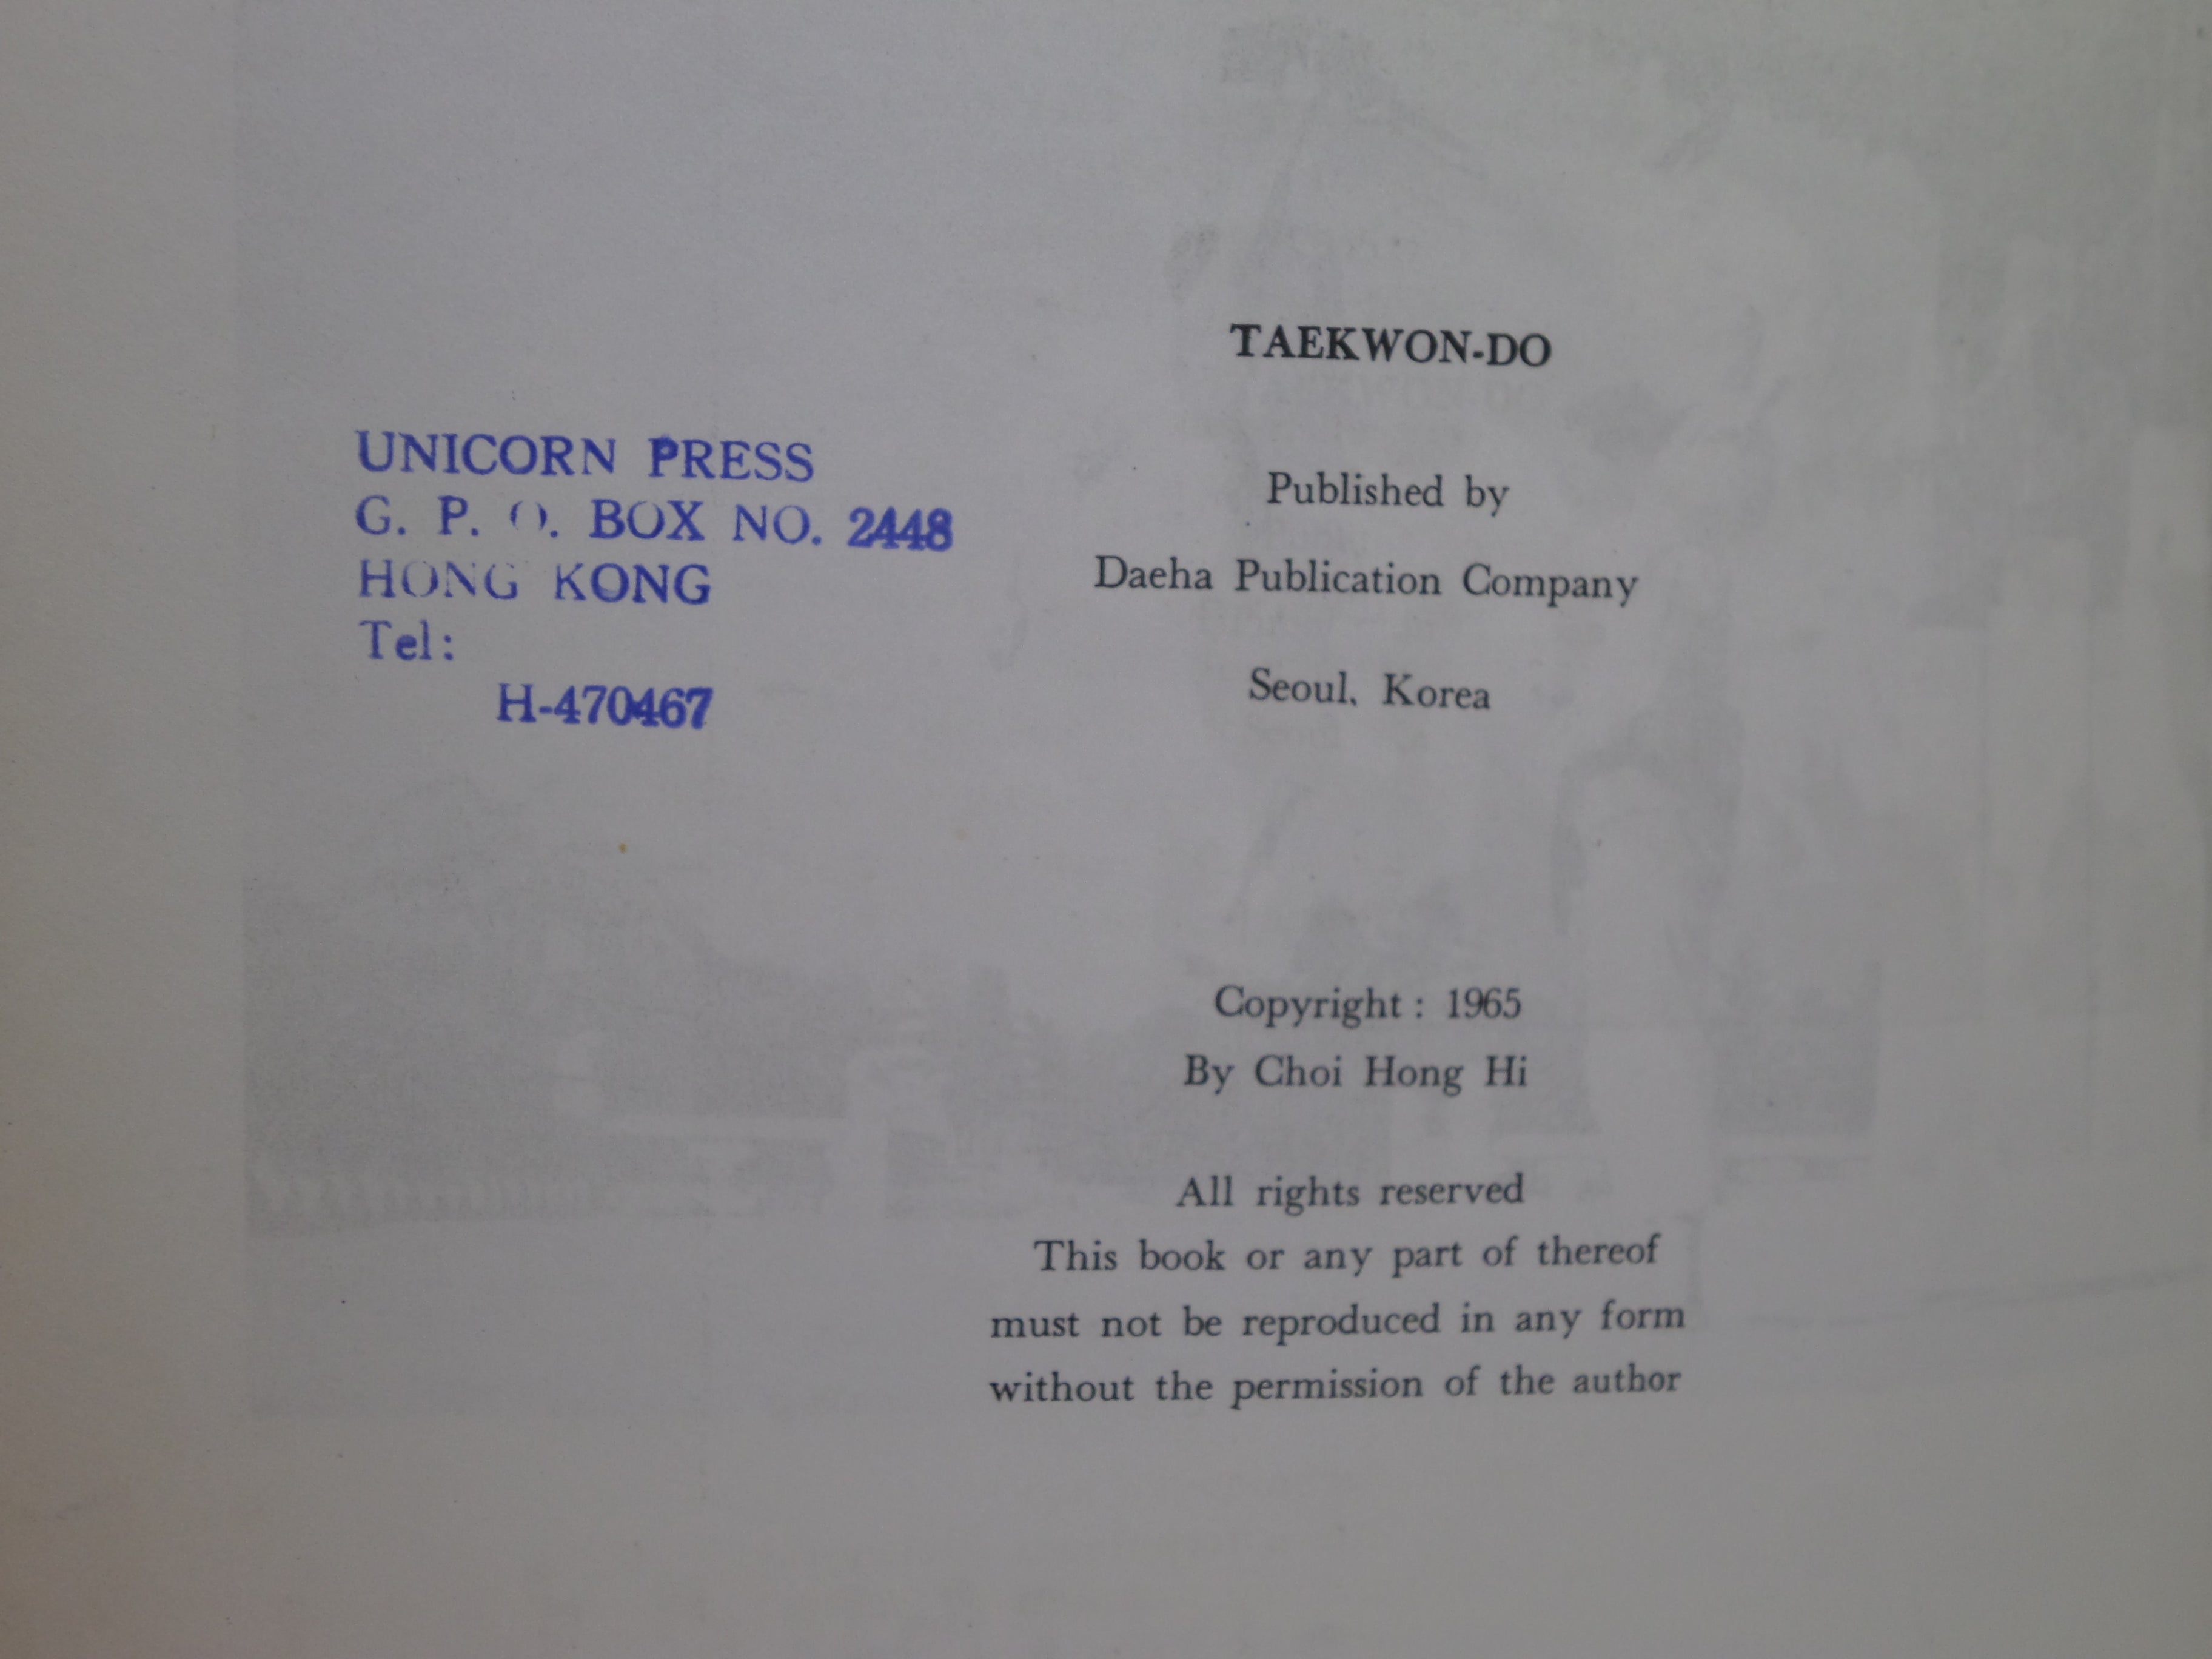 UNICORN PRESS
G. P. O. BOX NO. 2448
HONG KONG
Tel:
H-470467
TAEKWON-DO
Published by
Daeha Publication Company
Seoul, Korea
Copyright : 1965
By Choi Hong Hi
All rights reserved
This book or any part of thereof
must not be reproduced in any form
without the permission of the author